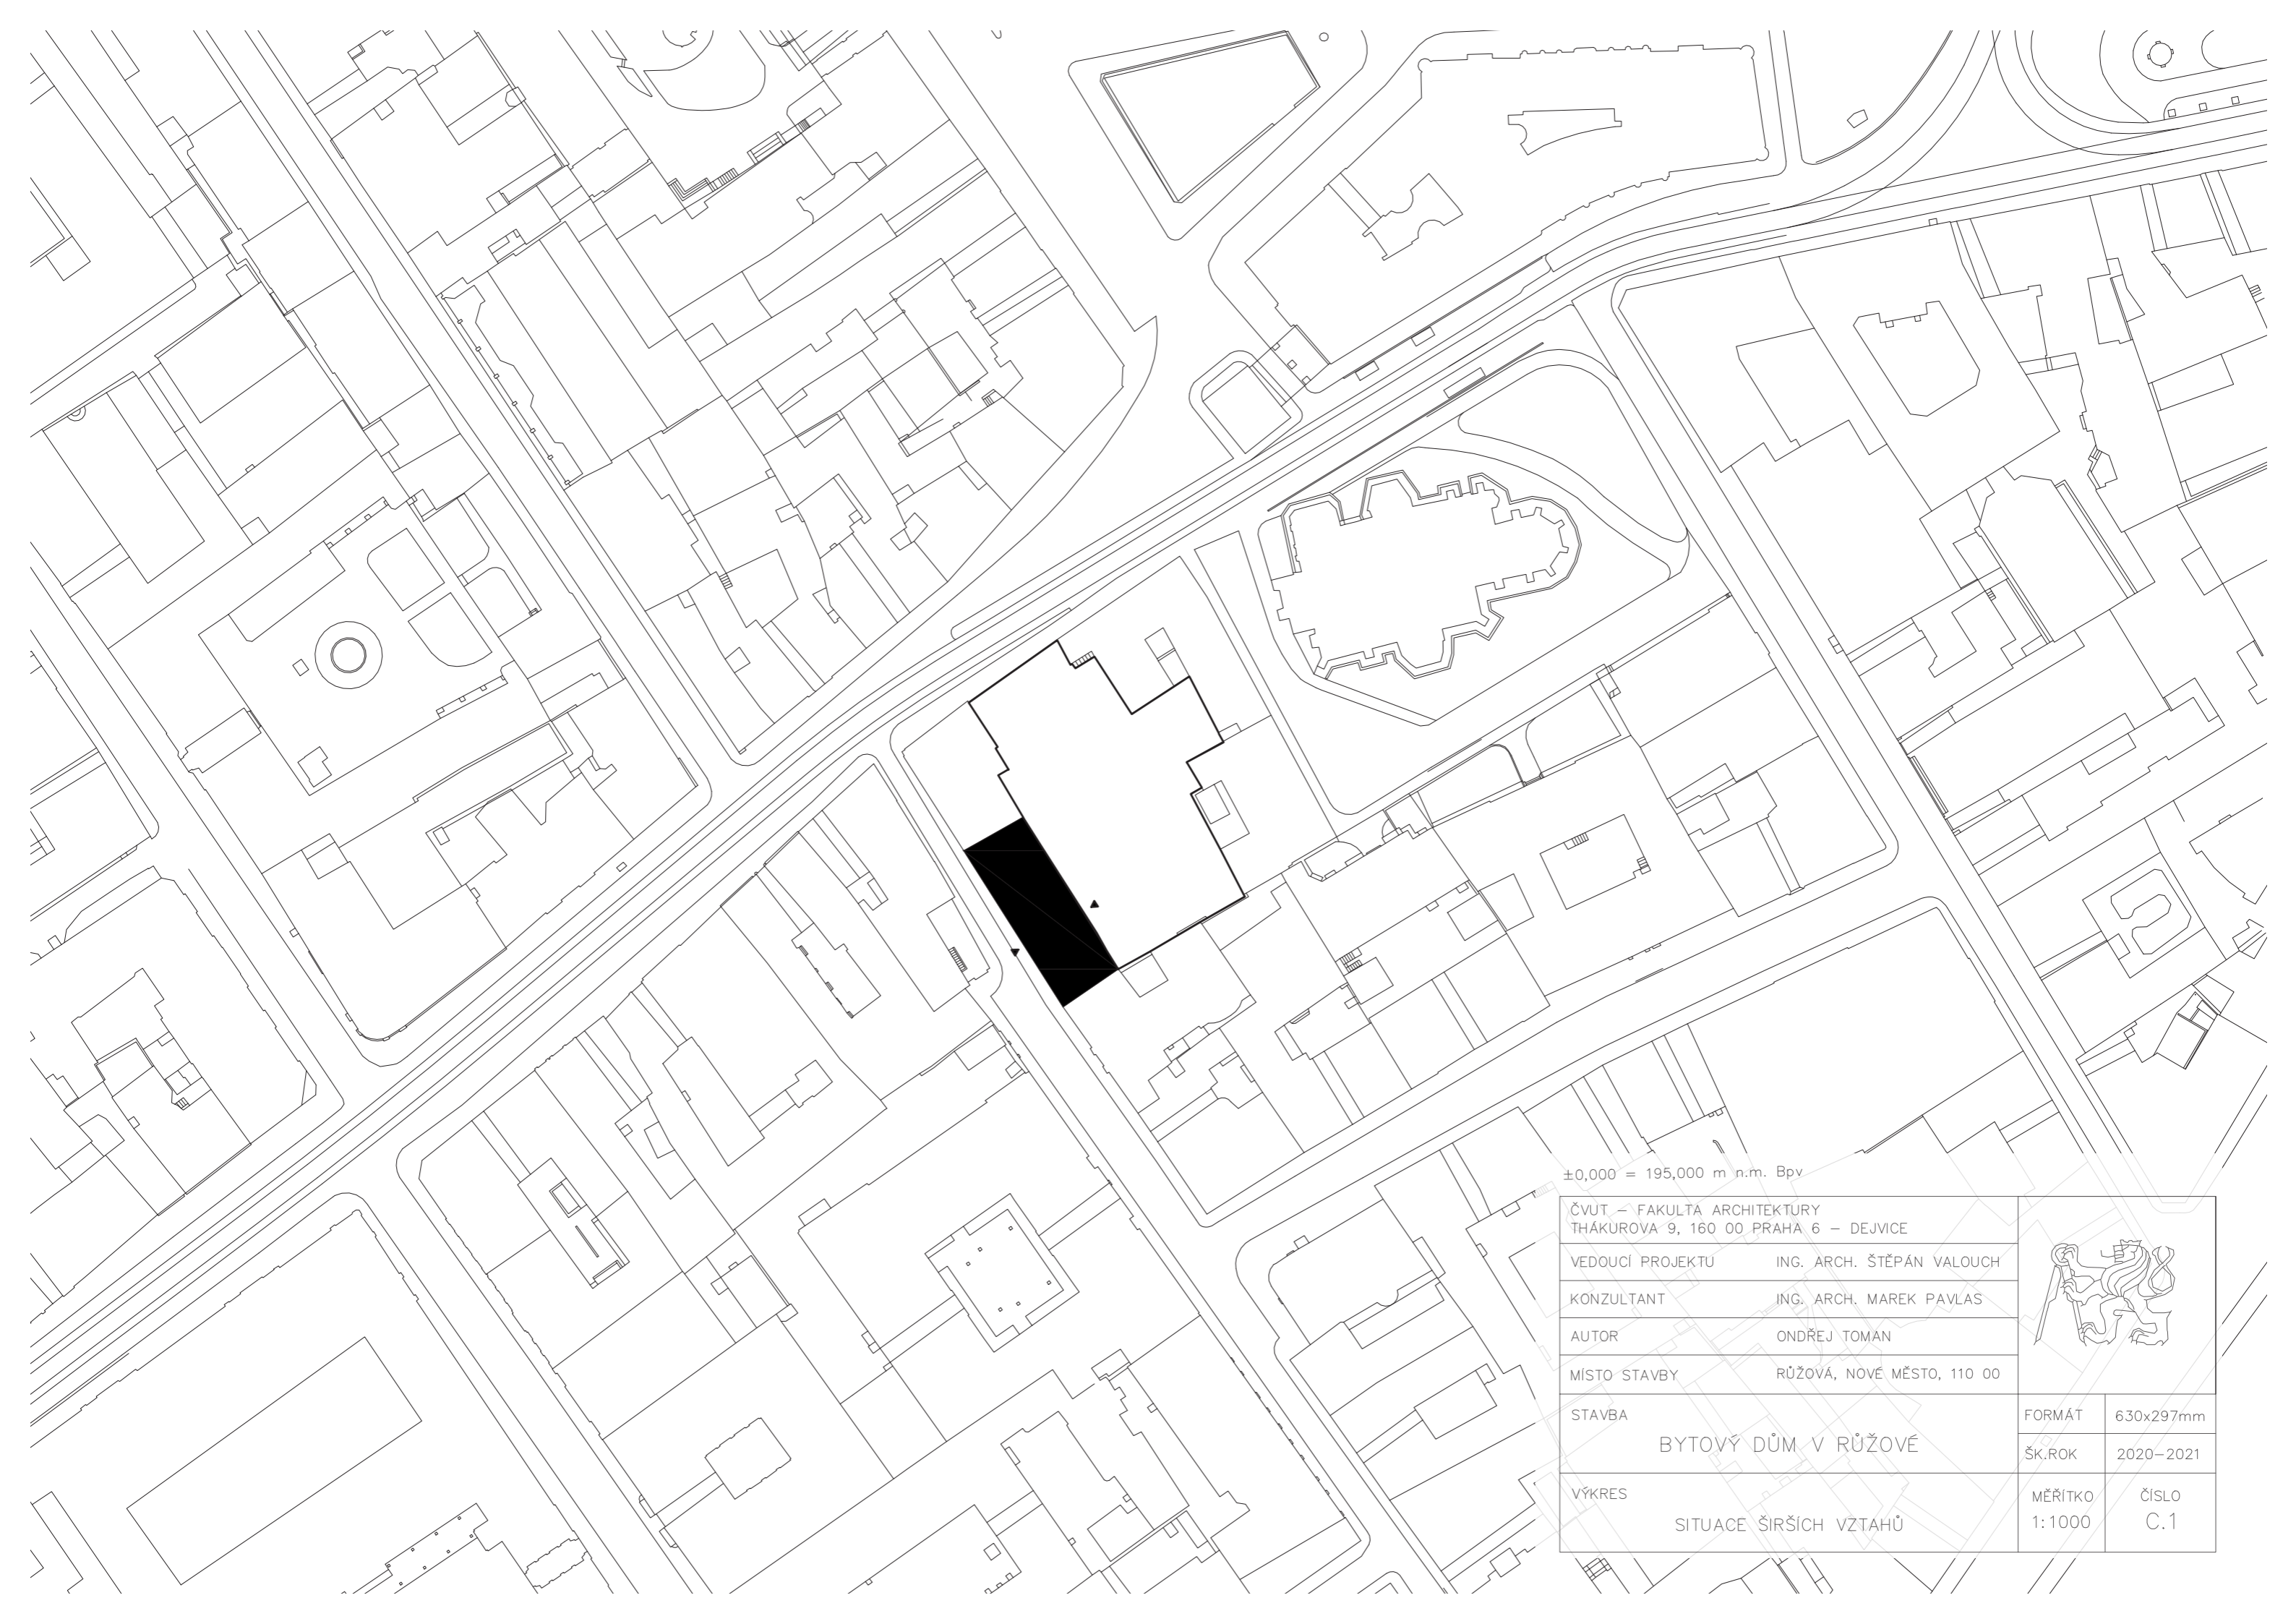 ±0,000 = 195,000 m n.m. Bpv
ČVUT – FAKULTA ARCHITEKTURY
THÁKUROVA 9, 160 00 PRAHA 6 – DEJVICE
VEDOUCÍ PROJEKTU ING. ARCH. ŠTĚPÁN VALOUCH
KONZULTANT ING. ARCH. MAREK PAVLAS
AUTOR ONDŘEJ TOMAN
MÍSTO STAVBY RŮŽOVÁ, NOVÉ MĚSTO, 110 00
STAVBA
BYTOVÝ DŮM V RŮŽOVÉ
FORMÁT 630x297mm
ŠK.ROK 2020–2021
VÝKRES
SITUACE ŠIRŠÍCH VZTAHŮ
MĚŘÍTKO
1:1000
ČÍSLO
C.1